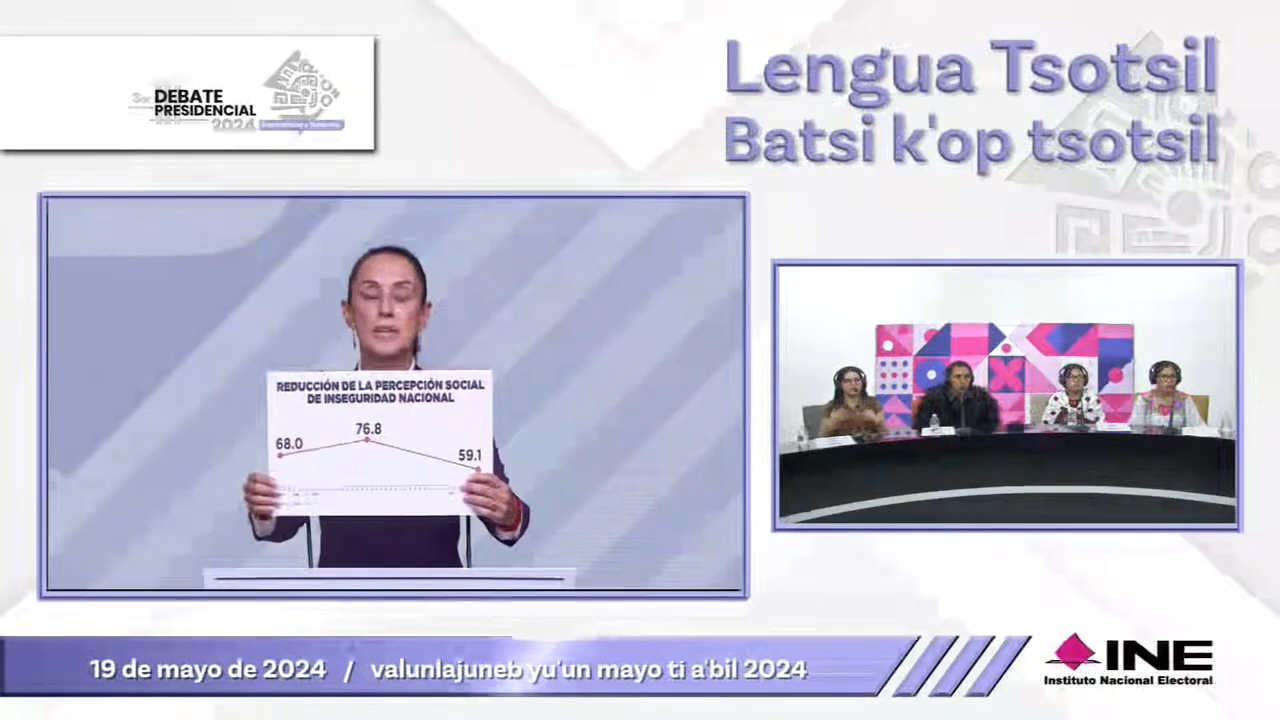 3er DEBATE
PRESIDENCIAL
2024
Lengua Tsotsil
Batsi k'op tsotsil
REDUCCIÓN DE LA PERCEPCIÓN SOCIAL
DE INSEGURIDAD NACIONAL
68.0
76.8
59.1
19 de mayo de 2024 / valunlajuneb yu'un mayo ti a'bil 2024
INE
Instituto Nacional Electoral